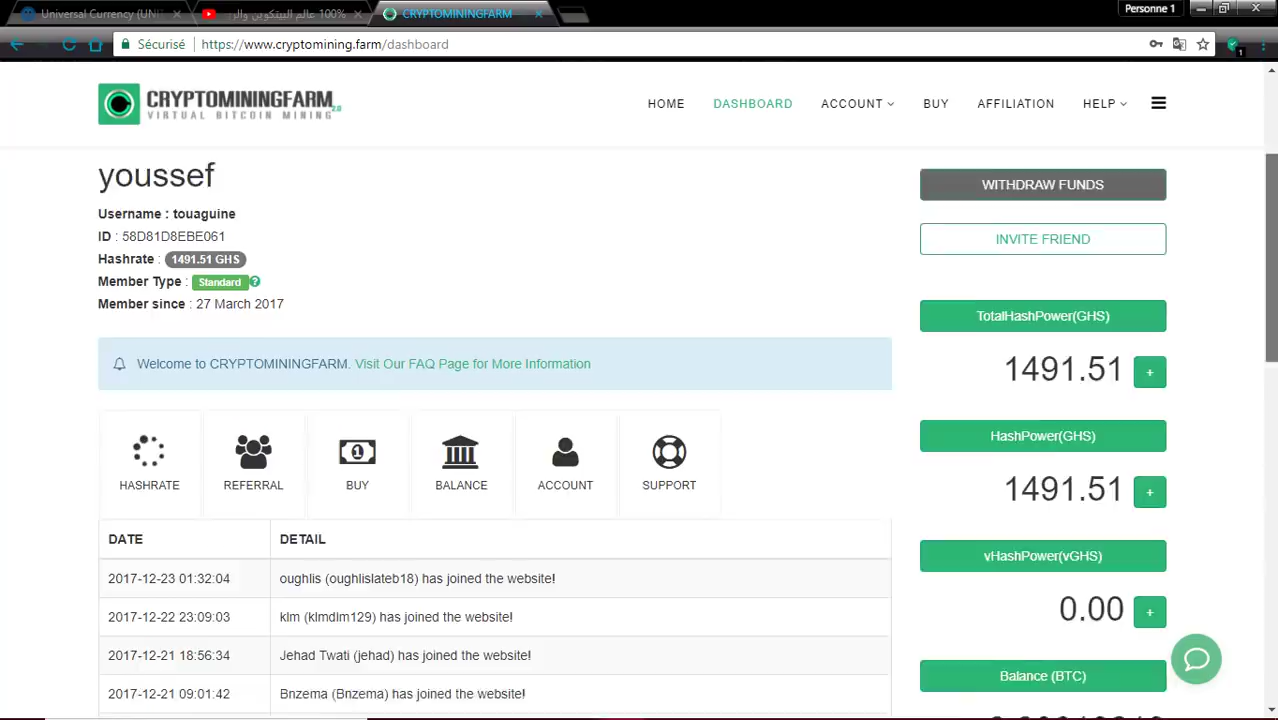 Universal Currency (UNI
100% عالم البيتكوين والر
CRYPTOMININGFARM
Personne 1
Sécurisé
https://www.cryptomining.farm/dashboard
1
CRYPTOMININGFARM 2.0
VIRTUAL BITCOIN MINING
HOME
DASHBOARD
ACCOUNT
BUY
AFFILIATION
HELP
youssef
Username : touaguine
ID : 58D81D8EBE061
Hashrate : 1491.51 GHS
Member Type : Standard ?
Member since : 27 March 2017
Welcome to CRYPTOMININGFARM. Visit Our FAQ Page for More Information
HASHRATE
REFERRAL
1
BUY
BALANCE
ACCOUNT
SUPPORT
DATE DETAIL
2017-12-23 01:32:04 oughlis (oughlislateb18) has joined the website!
2017-12-22 23:09:03 klm (klmdlm129) has joined the website!
2017-12-21 18:56:34 Jehad Twati (jehad) has joined the website!
2017-12-21 09:01:42 Bnzema (Bnzema) has joined the website!
WITHDRAW FUNDS
INVITE FRIEND
TotalHashPower(GHS)
1491.51 +
HashPower(GHS)
1491.51 +
vHashPower(vGHS)
0.00 +
Balance (BTC)